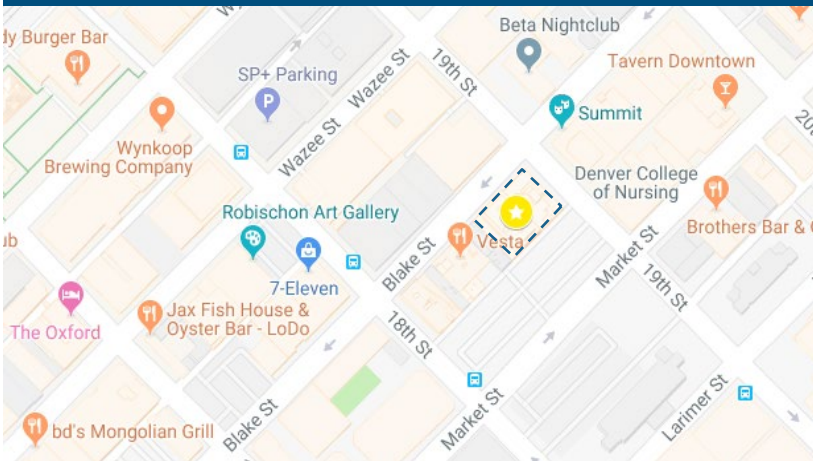 Beta Nightclub
dy Burger Bar
Wazee St
19th St
Tavern Downtown
SP+ Parking
P
Summit
Wynkoop
Brewing Company
Wazee St
Denver College
of Nursing
Robischon Art Gallery
Vesta
Brothers Bar &
Market St
Blake St
19th St
7-Eleven
Jax Fish House &
Oyster Bar - LoDo
The Oxford
18th St
Larimer St
Market St
Blake St
bd's Mongolian Grill